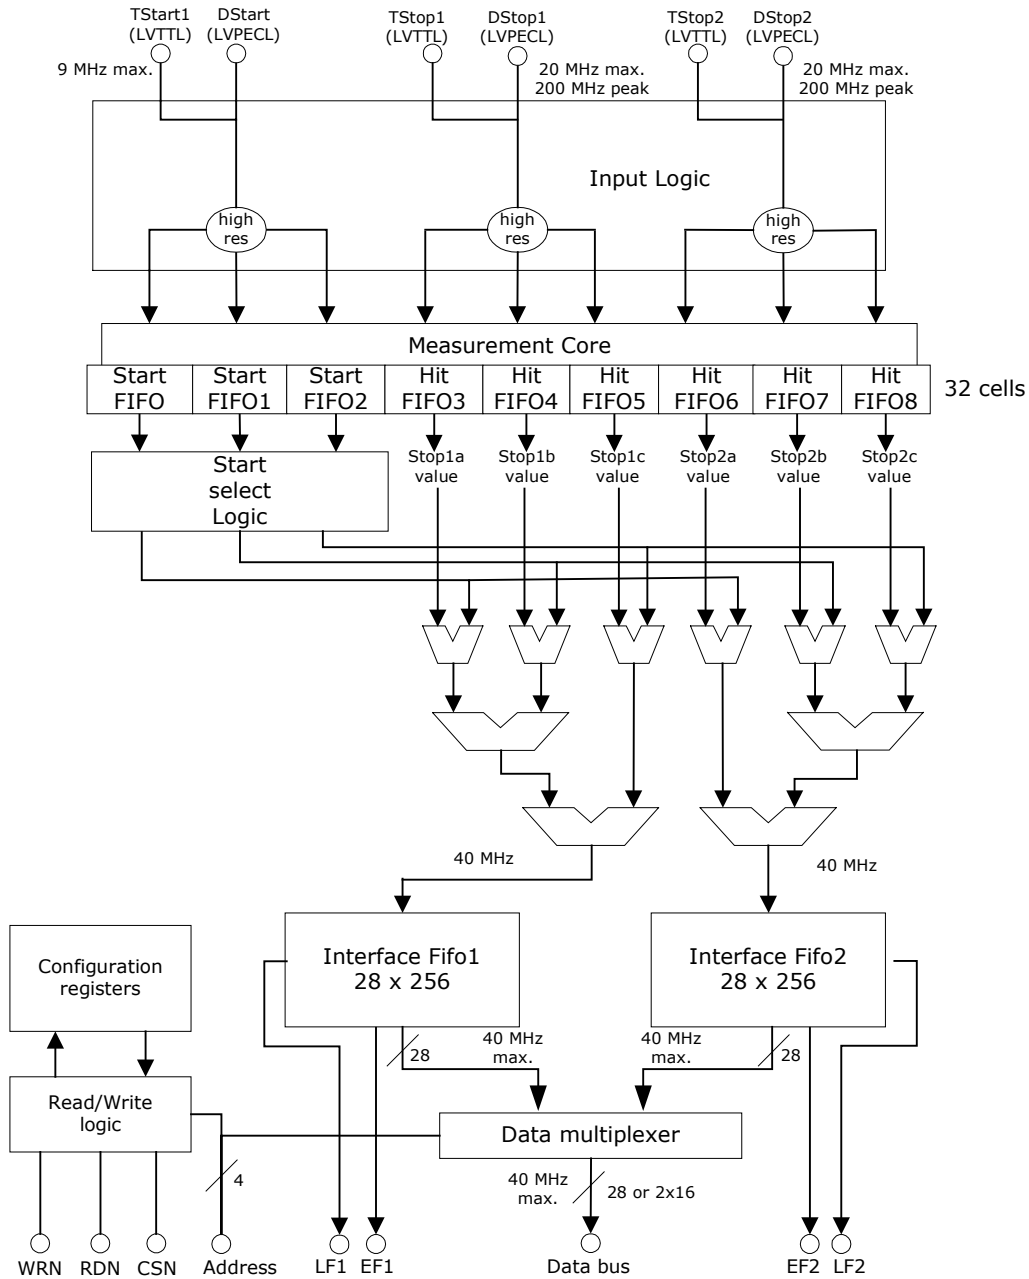 TStart1
(LVTTL)
DStart
(LVPECL)
TStop1
(LVTTL)
DStop1
(LVPECL)
TStop2
(LVTTL)
DStop2
(LVPECL)
9 MHz max.
20 MHz max.
200 MHz peak
20 MHz max.
200 MHz peak
Input Logic
high
res
high
res
high
res
Measurement Core
Start
FIFO
Start
FIFO1
Start
FIFO2
Hit
FIFO3
Hit
FIFO4
Hit
FIFO5
Hit
FIFO6
Hit
FIFO7
Hit
FIFO8
32 cells
Start
select
Logic
Stop1a
value
Stop1b
value
Stop1c
value
Stop2a
value
Stop2b
value
Stop2c
value
40 MHz
40 MHz
Configuration
registers
Interface Fifo1
28 x 256
Interface Fifo2
28 x 256
28
40 MHz
max.
40 MHz
max.
28
Read/Write
logic
Data multiplexer
4
40 MHz
max.
28 or 2x16
WRN
RDN
CSN
Address
LF1
EF1
Data bus
EF2
LF2